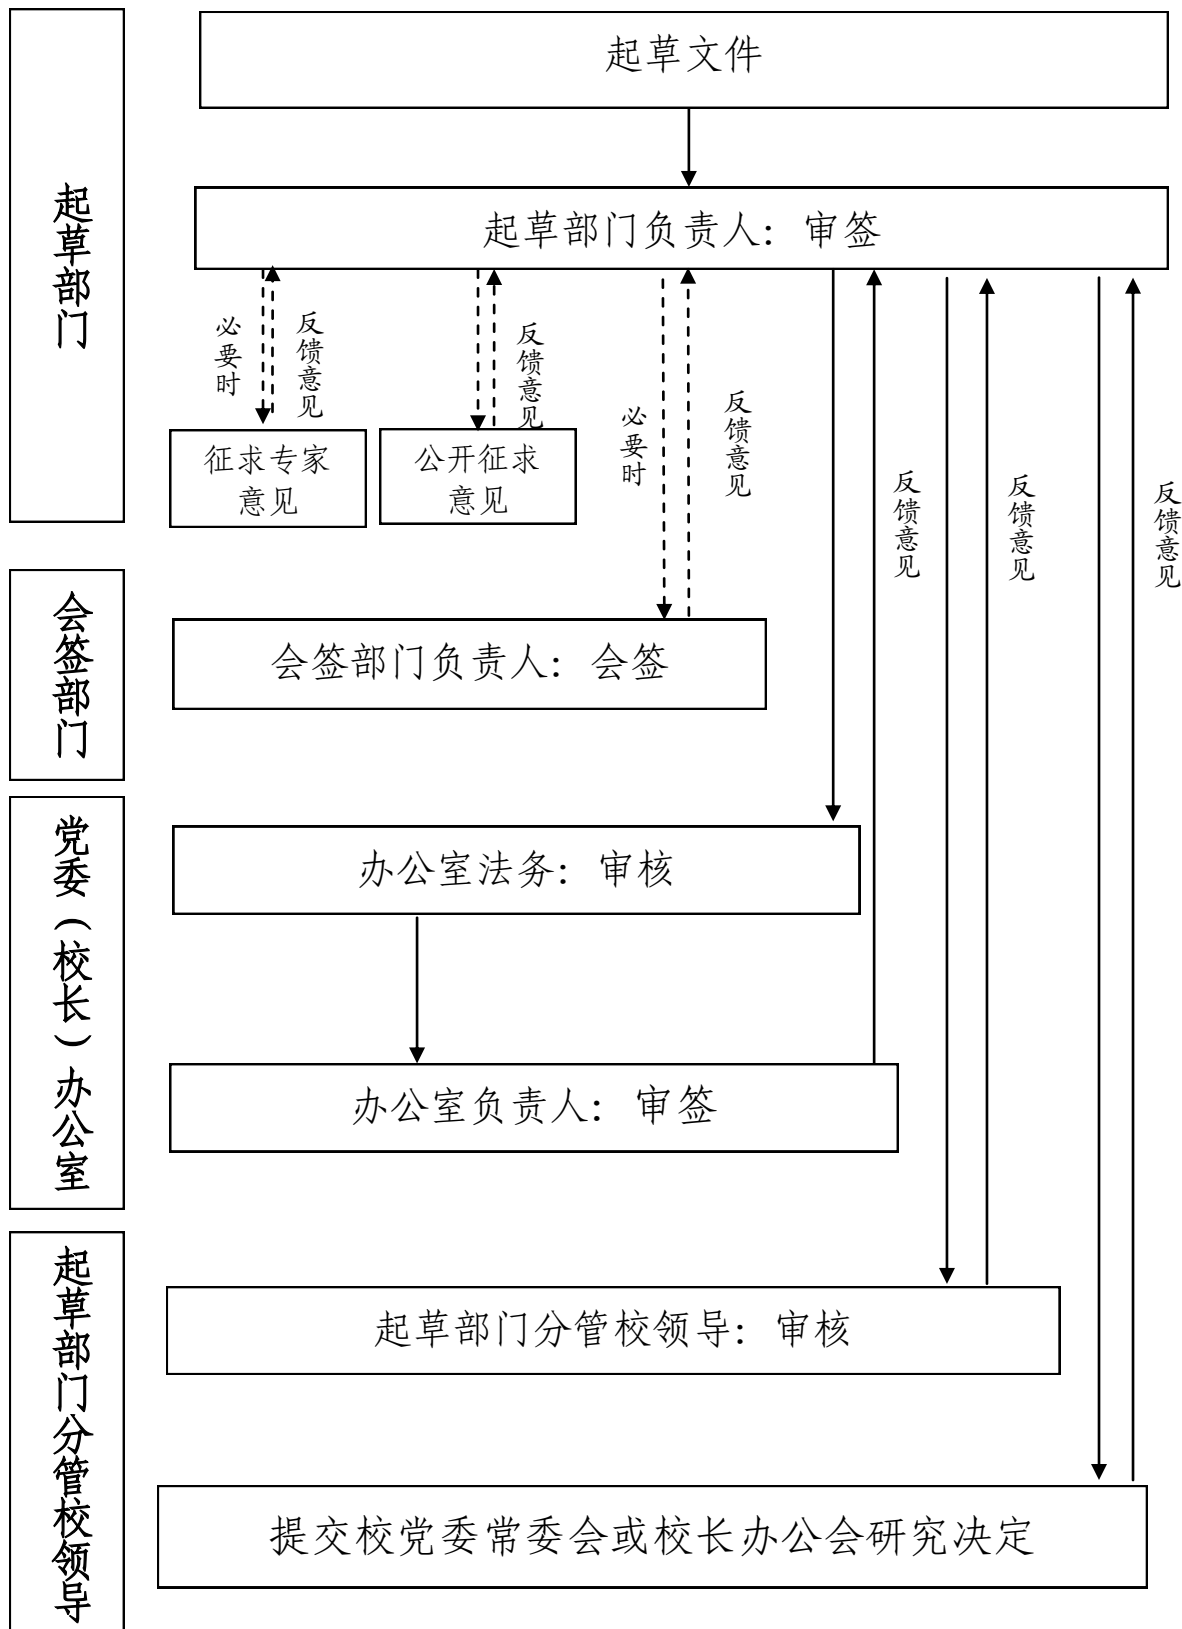 起草部门
起草文件
起草部门负责人：审签
必要时
反馈意见
反馈意见
必要时
反馈意见
反馈意见
反馈意见
反馈意见
征求专家
意见
公开征求
意见
会签部门
会签部门负责人：会签
党委（校长）办公室
办公室法务：审核
办公室负责人：审签
起草部门分管校领导
起草部门分管校领导：审核
提交校党委常委会或校长办公会研究决定